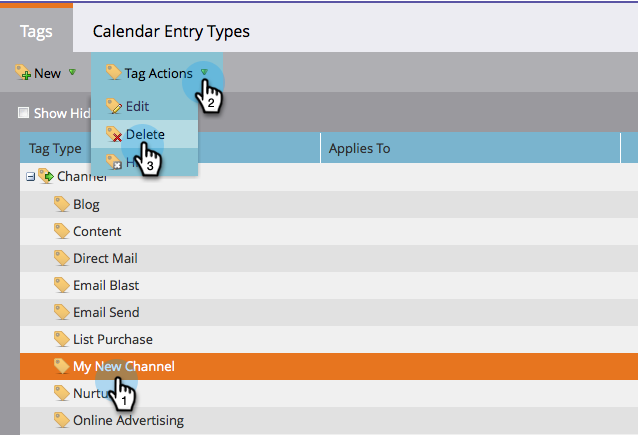 Tags Calendar Entry Types
New Tag Actions
2
Edit
Show Hid
Delete
3
Tag Type Applies To
Channel
Blog
Content
Direct Mail
Email Blast
Email Send
List Purchase
My New Channel
1
Nurtu
Online Advertising